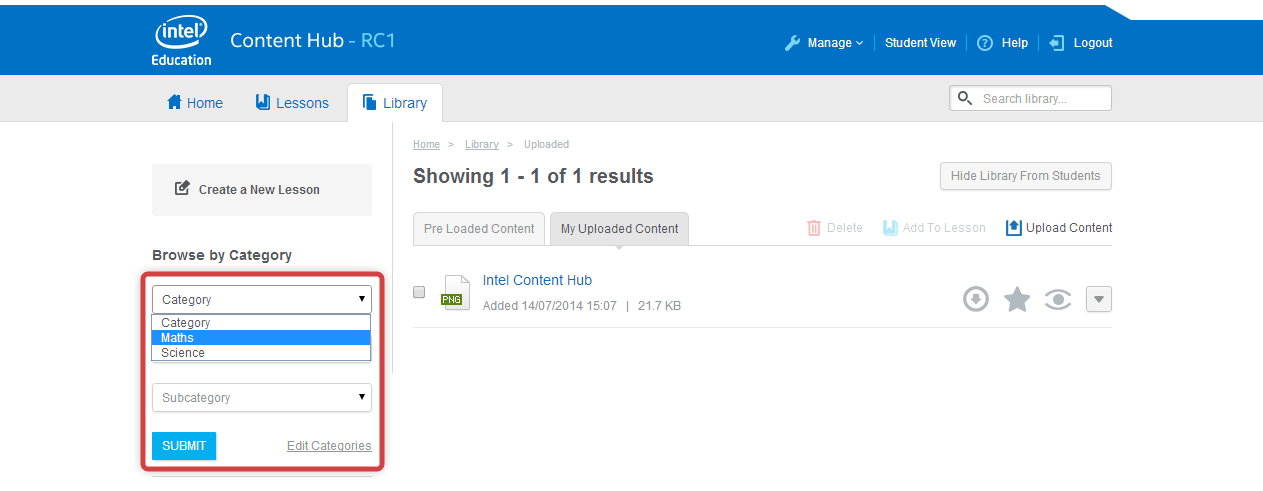 intel
Education
Content Hub - RC1
Manage
Student View
? Help
Logout
Home
Lessons
Library
Search library...
Home > Library > Uploaded
Showing 1 - 1 of 1 results
Hide Library From Students
Create a New Lesson
Pre Loaded Content
My Uploaded Content
Delete
Add To Lesson
Upload Content
Browse by Category
Category
Category
Maths
Science
Subcategory
SUBMIT
Edit Categories
PNG
Intel Content Hub
Added 14/07/2014 15:07 | 21.7 KB